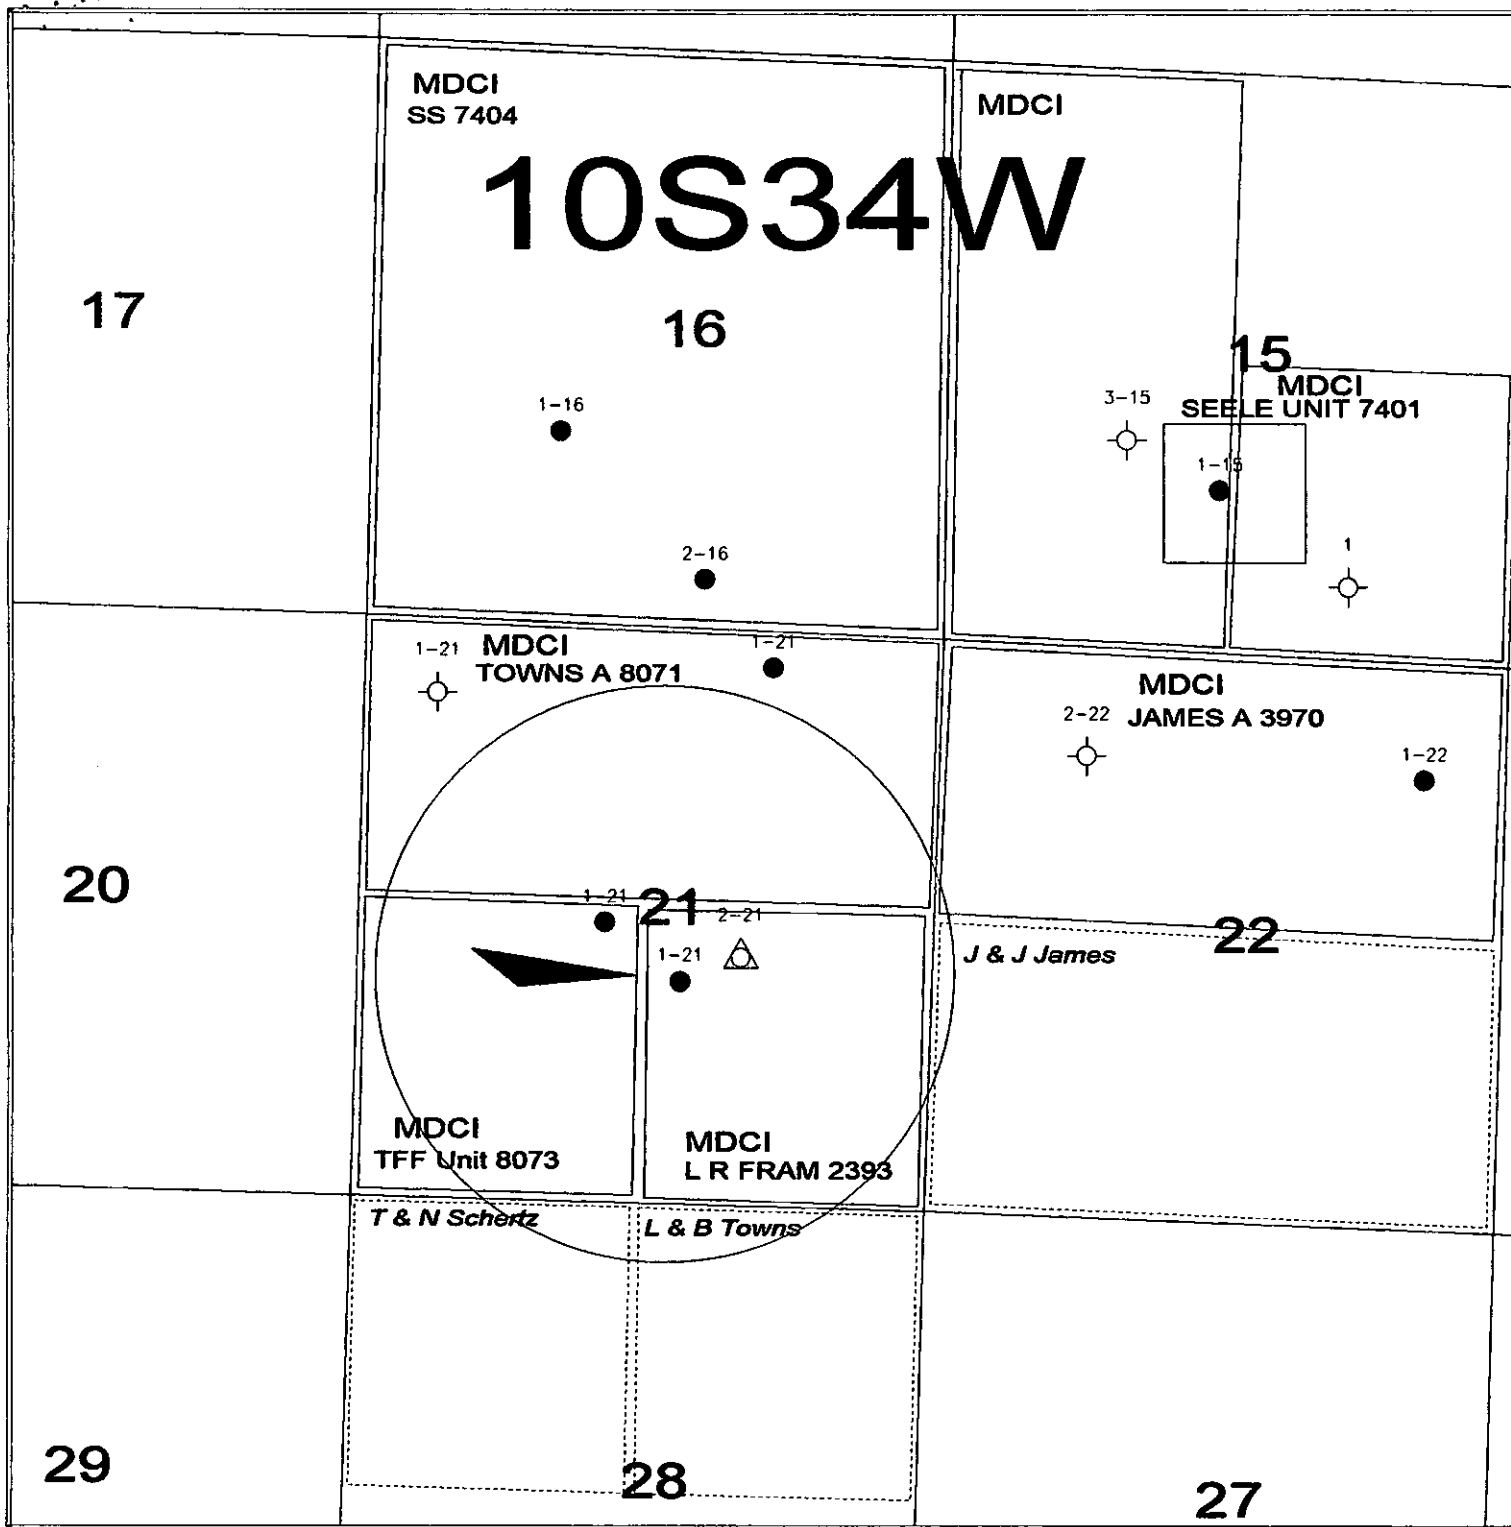 MDCI
SS 7404
MDCI
10S34W
17
16
15
MDCI
SEELE UNIT 7401
1-16
3-15
1-15
2-16
1
1-21
MDCI
TOWNS A 8071
1-21
MDCI
JAMES A 3970
2-22
1-22
20
1-21
21
2-21
1-21
22
J & J James
MDCI
TFF Unit 8073
MDCI
L R FRAM 2393
T & N Schertz
L & B Towns
29
28
27